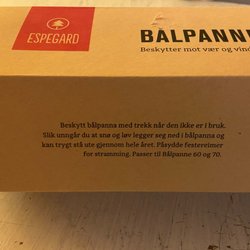 ESPEGARD
BÅLPANNE
Beskytter mot vær og vind
Beskytt bålpanna med trekk når den ikke er i bruk.
Slik unngår du at snø og løv legger seg ned i bålpanna og
kan trygt stå ute gjennom hele året. Påsydde festereimer
for stramming. Passer til Bålpanne 60 og 70.